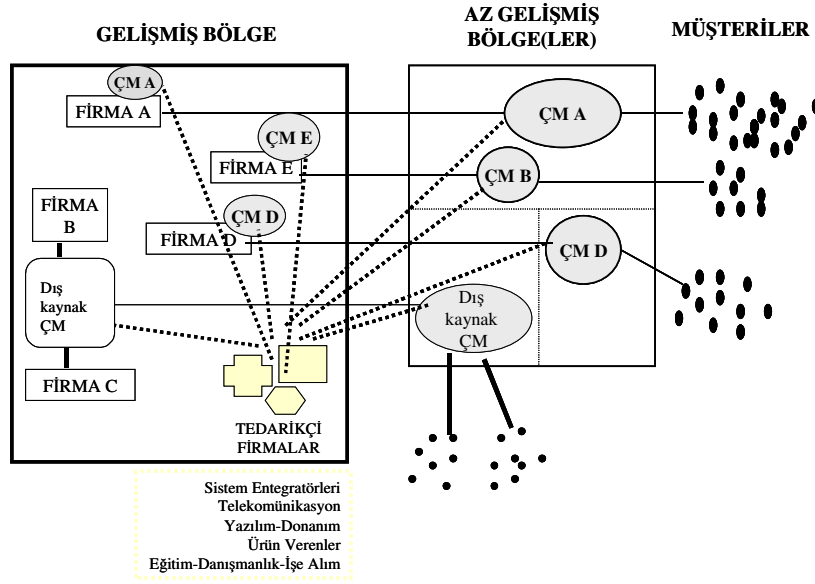 GELİŞMİŞ BÖLGE
AZ GELİŞMİŞ
BÖLGE(LER)
MÜŞTERİLER
ÇM A
FİRMA A
ÇM E
FİRMA E
FİRMA
B
ÇM D
FİRMA D
Dış
kaynak
ÇM
FİRMA C
TEDARİKÇİ
FİRMALAR
ÇM A
ÇM B
ÇM D
Dış
kaynak
ÇM
Sistem Entegratörleri
Telekomünikasyon
Yazılım-Donanım
Ürün Verenler
Eğitim-Danışmanlık-İşe Alım